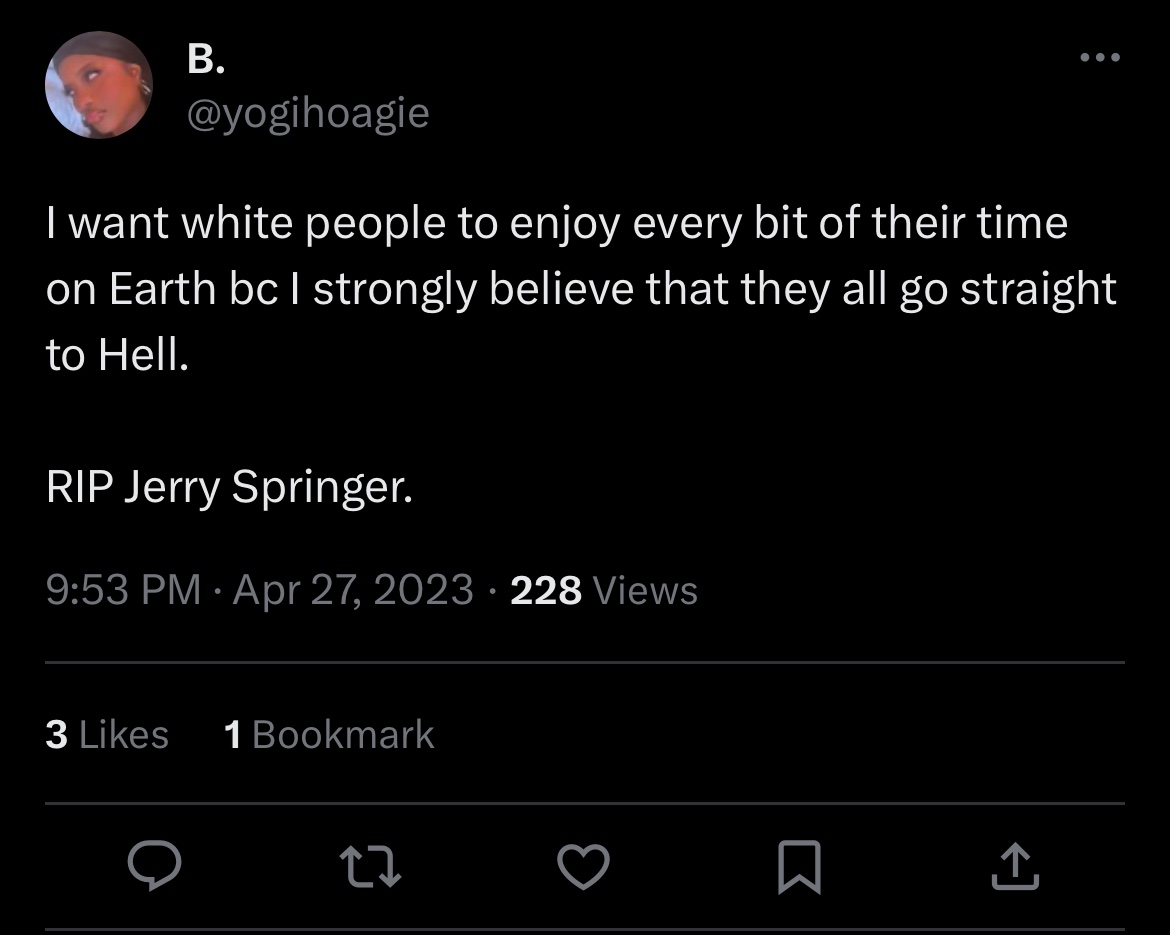 B.
@yogihoagie
I want white people to enjoy every bit of their time
on Earth bc I strongly believe that they all go straight
to Hell.
RIP Jerry Springer.
9:53 PM · Apr 27, 2023 · 228 Views
3 Likes 1 Bookmark